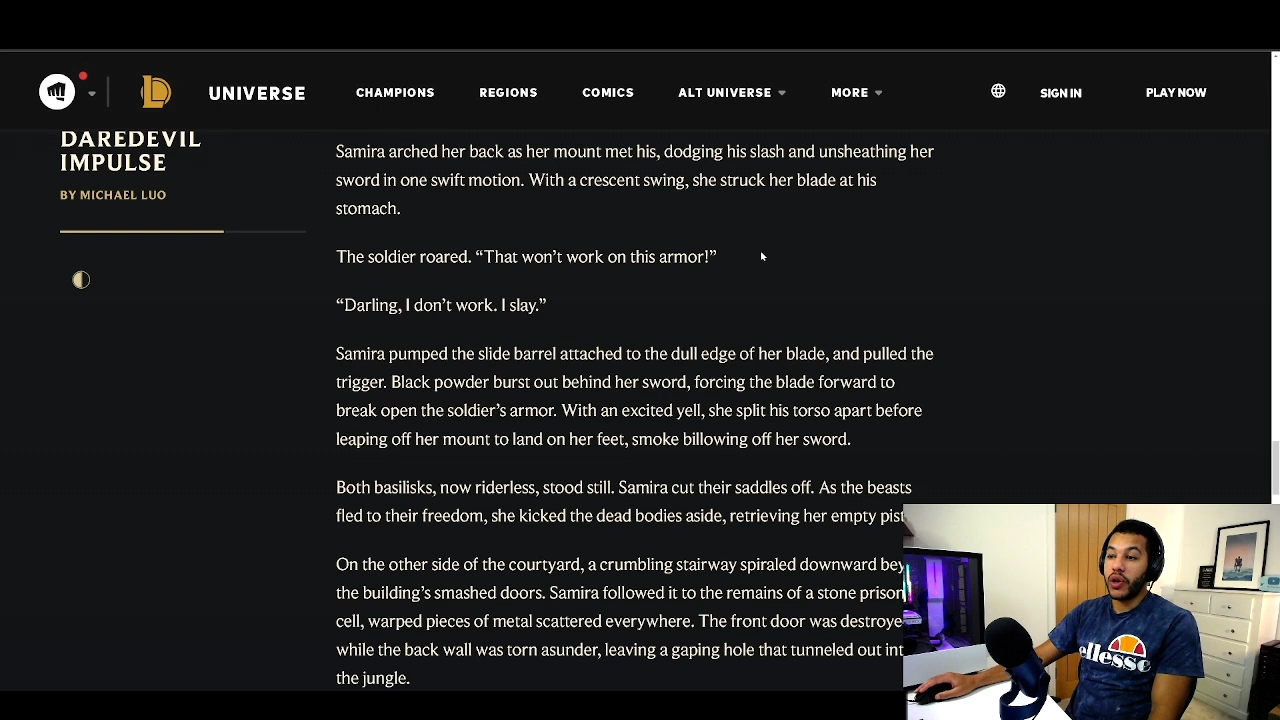 UNIVERSE
CHAMPIONS
REGIONS
COMICS
ALT UNIVERSE
MORE
SIGN IN
PLAY NOW
DAREDEVIL
IMPULSE
BY MICHAEL LUO
Samira arched her back as her mount met his, dodging his slash and unsheathing her
sword in one swift motion. With a crescent swing, she struck her blade at his
stomach.
The soldier roared. “That won’t work on this armor!”
“Darling, I don’t work. I slay.”
Samira pumped the slide barrel attached to the dull edge of her blade, and pulled the
trigger. Black powder burst out behind her sword, forcing the blade forward to
break open the soldier’s armor. With an excited yell, she split his torso apart before
leaping off her mount to land on her feet, smoke billowing off her sword.
Both basilisks, now riderless, stood still. Samira cut their saddles off. As the beasts
fled to their freedom, she kicked the dead bodies aside, retrieving her empty pist
On the other side of the courtyard, a crumbling stairway spiraled downward bey
the building’s smashed doors. Samira followed it to the remains of a stone prison
cell, warped pieces of metal scattered everywhere. The front door was destroye
while the back wall was torn asunder, leaving a gaping hole that tunneled out int
the jungle.
ellesse